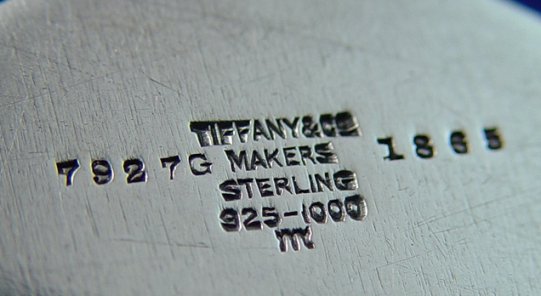 TIFFANY&CO
7927G MAKERS 1865
STERLING
925-1000
m